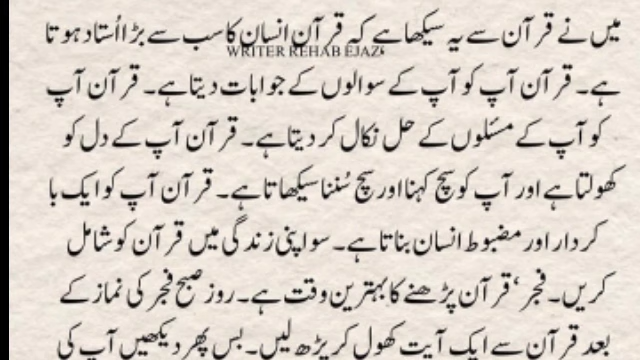 میں نے قرآن سے یہ سیکھا ہے کہ قرآن انسان کا سب سے بڑا اُستاد ہوتا
WRITER REHAB EJAZ
ہے۔ قرآن آپ کو آپ کے سوالوں کے جوابات دیتا ہے۔ قرآن آپ
کو آپ کے مسئلوں کے حل نکال کر دیتا ہے۔ قرآن آپ کے دل کو
کھولتا ہے اور آپ کو سچ کہنا اور سچ سُننا سیکھاتا ہے۔ قرآن آپ کو ایک با
کردار اور مضبوط انسان بناتا ہے۔ سو اپنی زندگی میں قرآن کو شامل
کریں۔ فجر ‘ قرآن پڑھنے کا بہترین وقت ہے۔ روز صبح فجر کی نماز کے
بعد قرآن سے ایک آیت کھول کر پڑھ لیں۔ بس پھر دیکھیں آپ کی